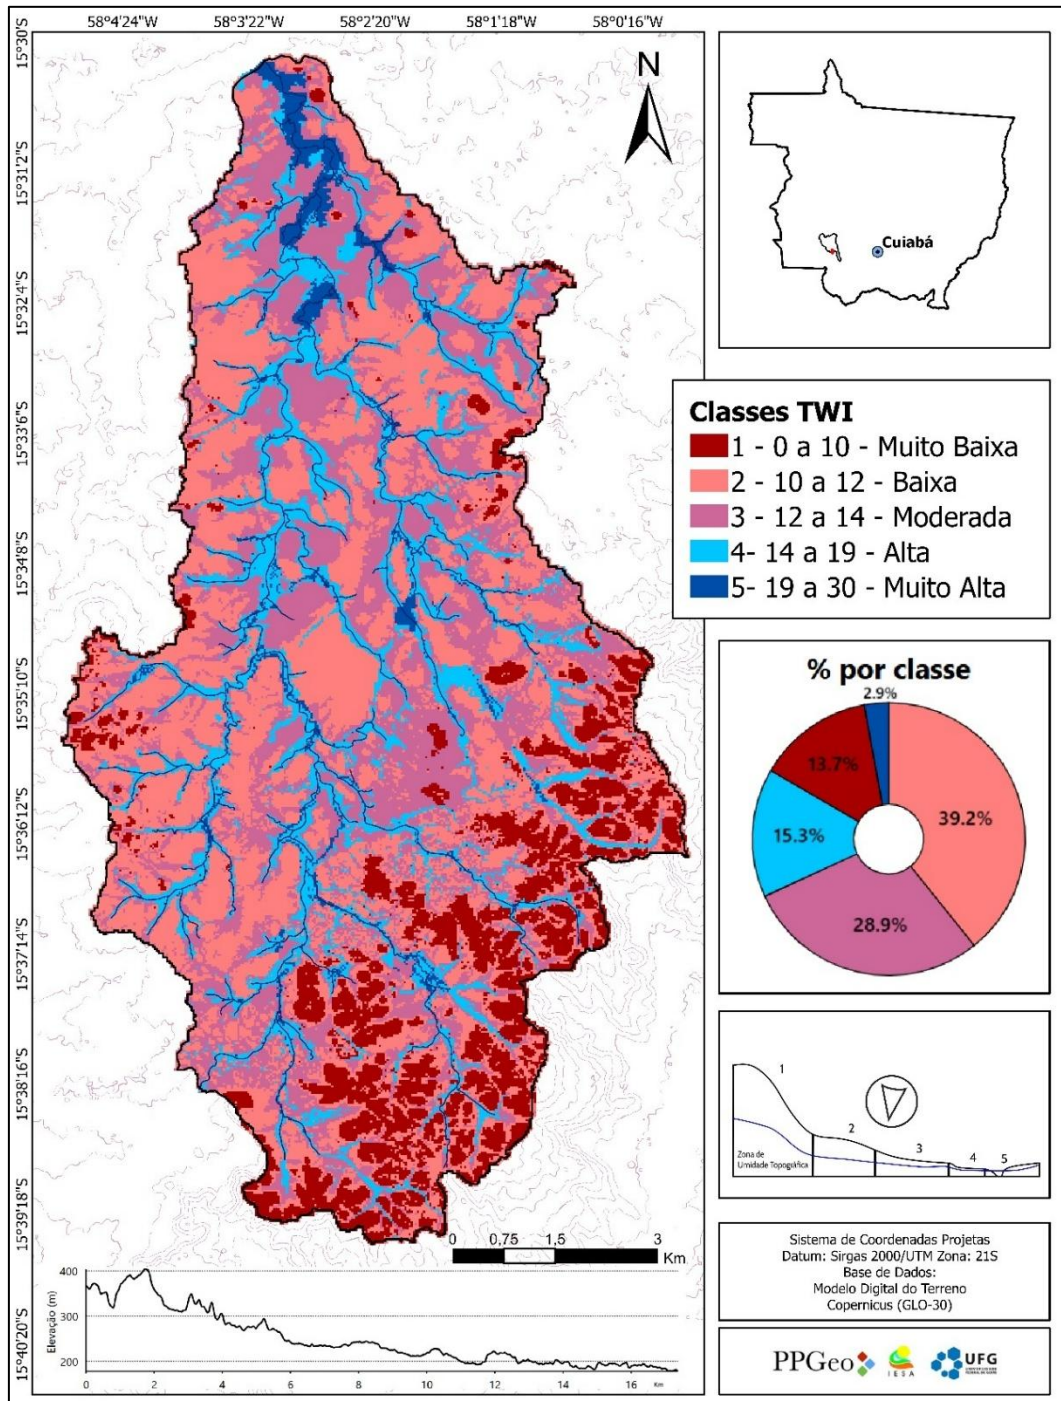 58°4'24"W 58°3'22"W 58°2'20"W 58°1'18"W 58°0'16"W
15°30'S
15°31'2"S
15°32'4"S
15°33'6"S
15°34'8"S
15°35'10"S
15°36'12"S
15°37'14"S
15°38'16"S
15°39'18"S
15°40'20"S
N
0 0,75 1,5 3
Km
Elevação (m)
400
300
200
0 2 4 6 8 10 12 14 16 Km
Cuiabá
Classes TWI
1 - 0 a 10 - Muito Baixa
2 - 10 a 12 - Baixa
3 - 12 a 14 - Moderada
4- 14 a 19 - Alta
5- 19 a 30 - Muito Alta
% por classe
2.9%
13.7%
39.2%
15.3%
28.9%
1
2
3
4
5
Zona de
Umidade Topográfica
Sistema de Coordenadas Projetas
Datum: Sirgas 2000/UTM Zona: 21S
Base de Dados:
Modelo Digital do Terreno
Copernicus (GLO-30)
PPGeo
IESA
UFG